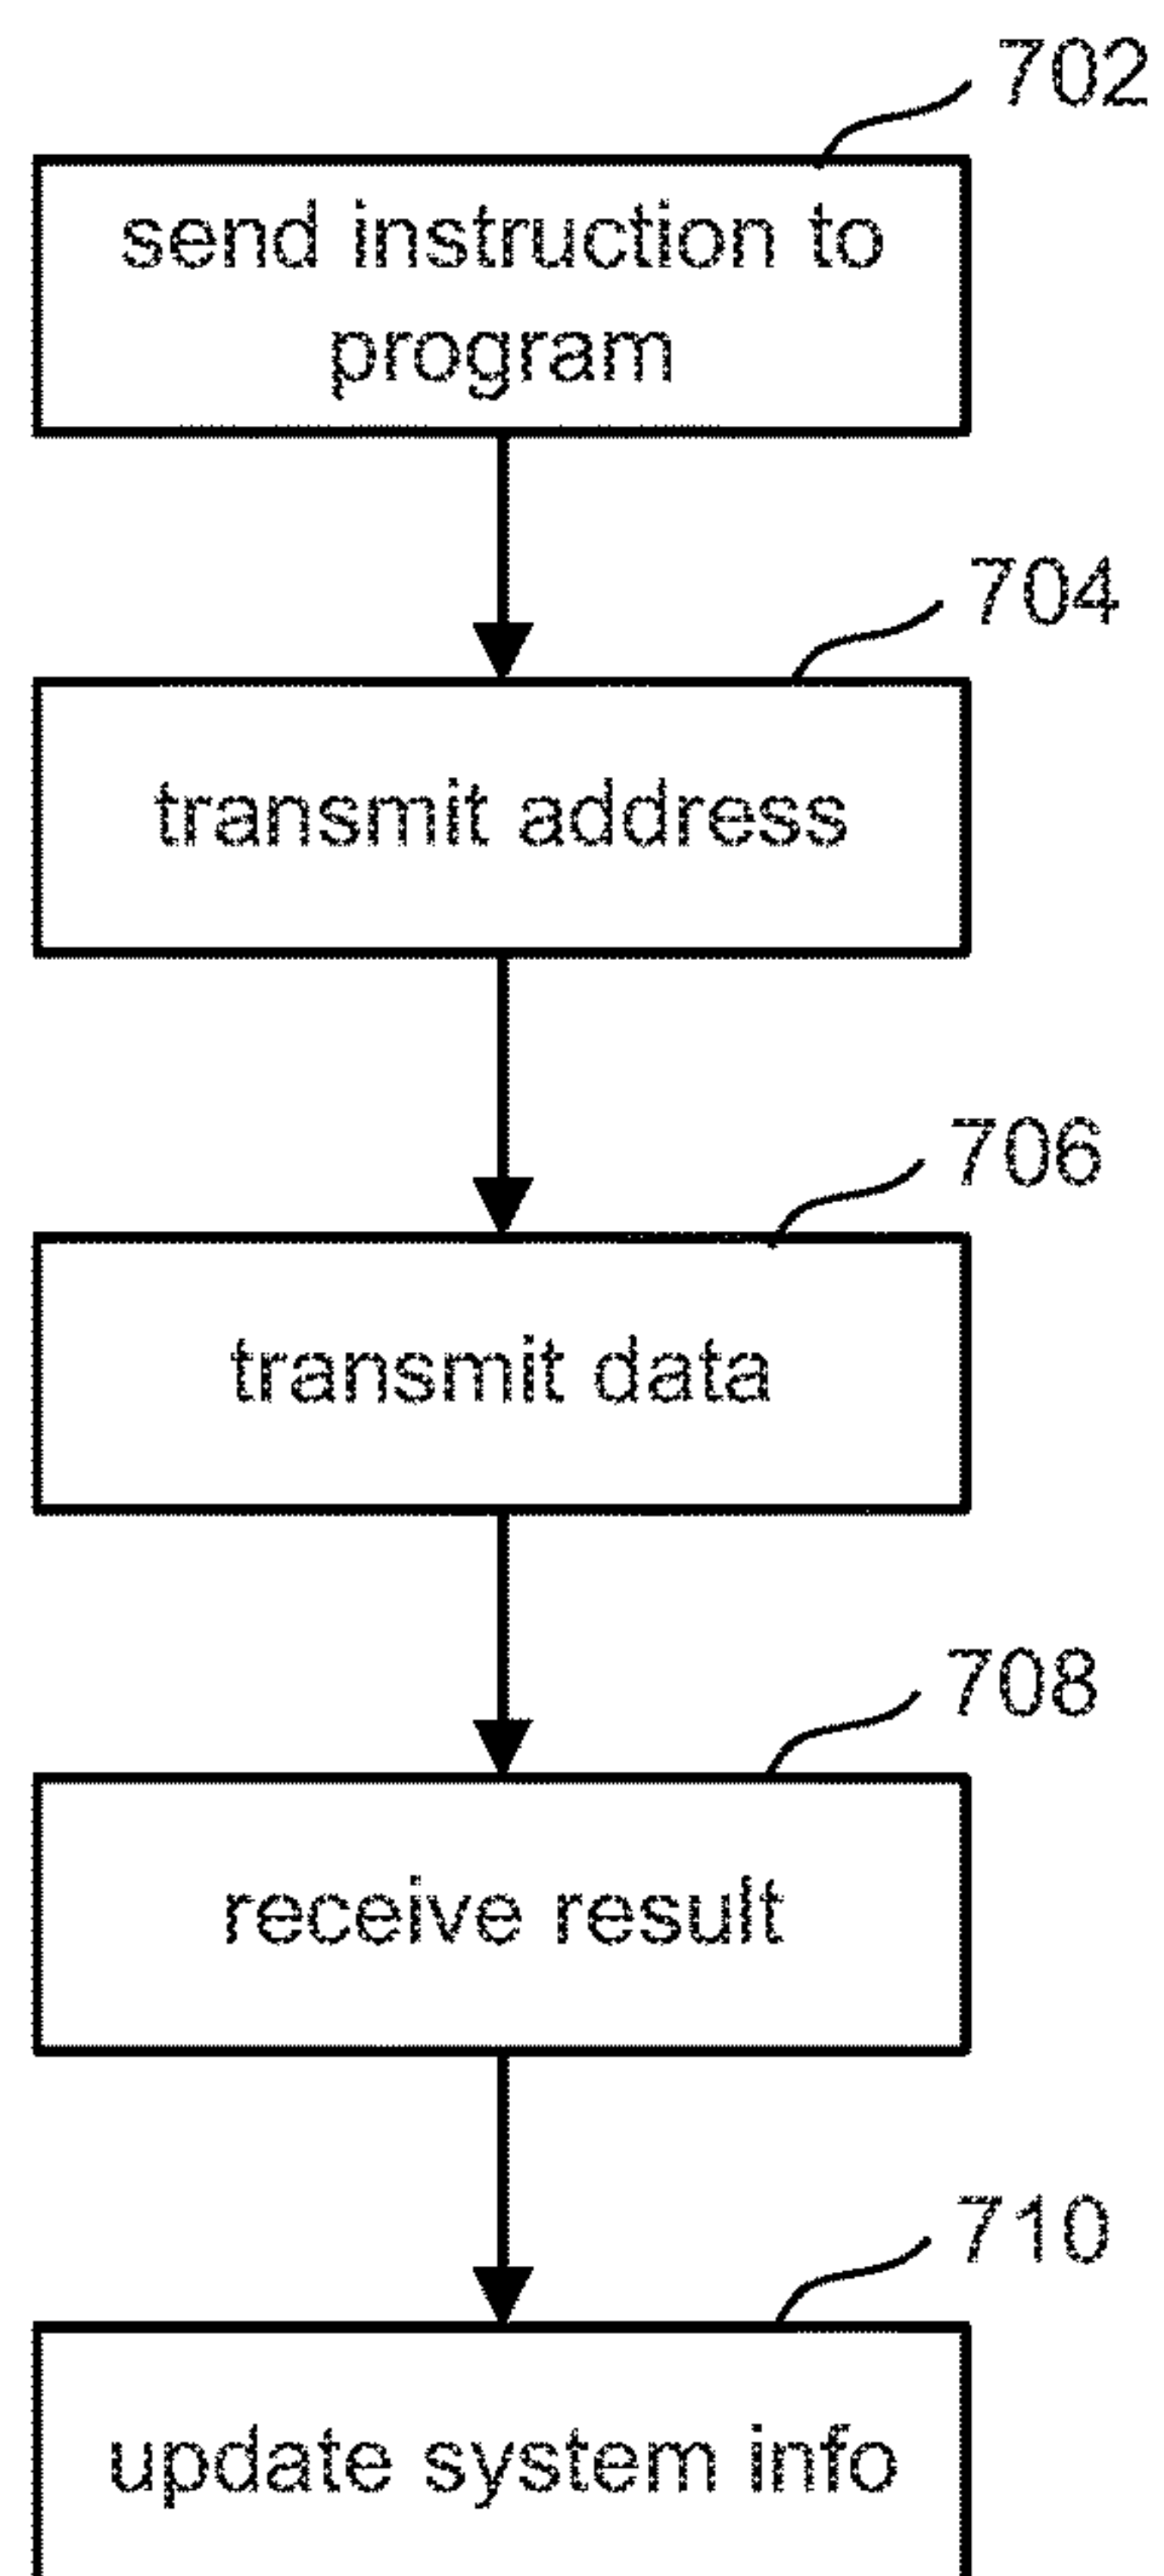 702
send instruction to
program
704
transmit address
706
transmit data
708
receive result
710
update system info